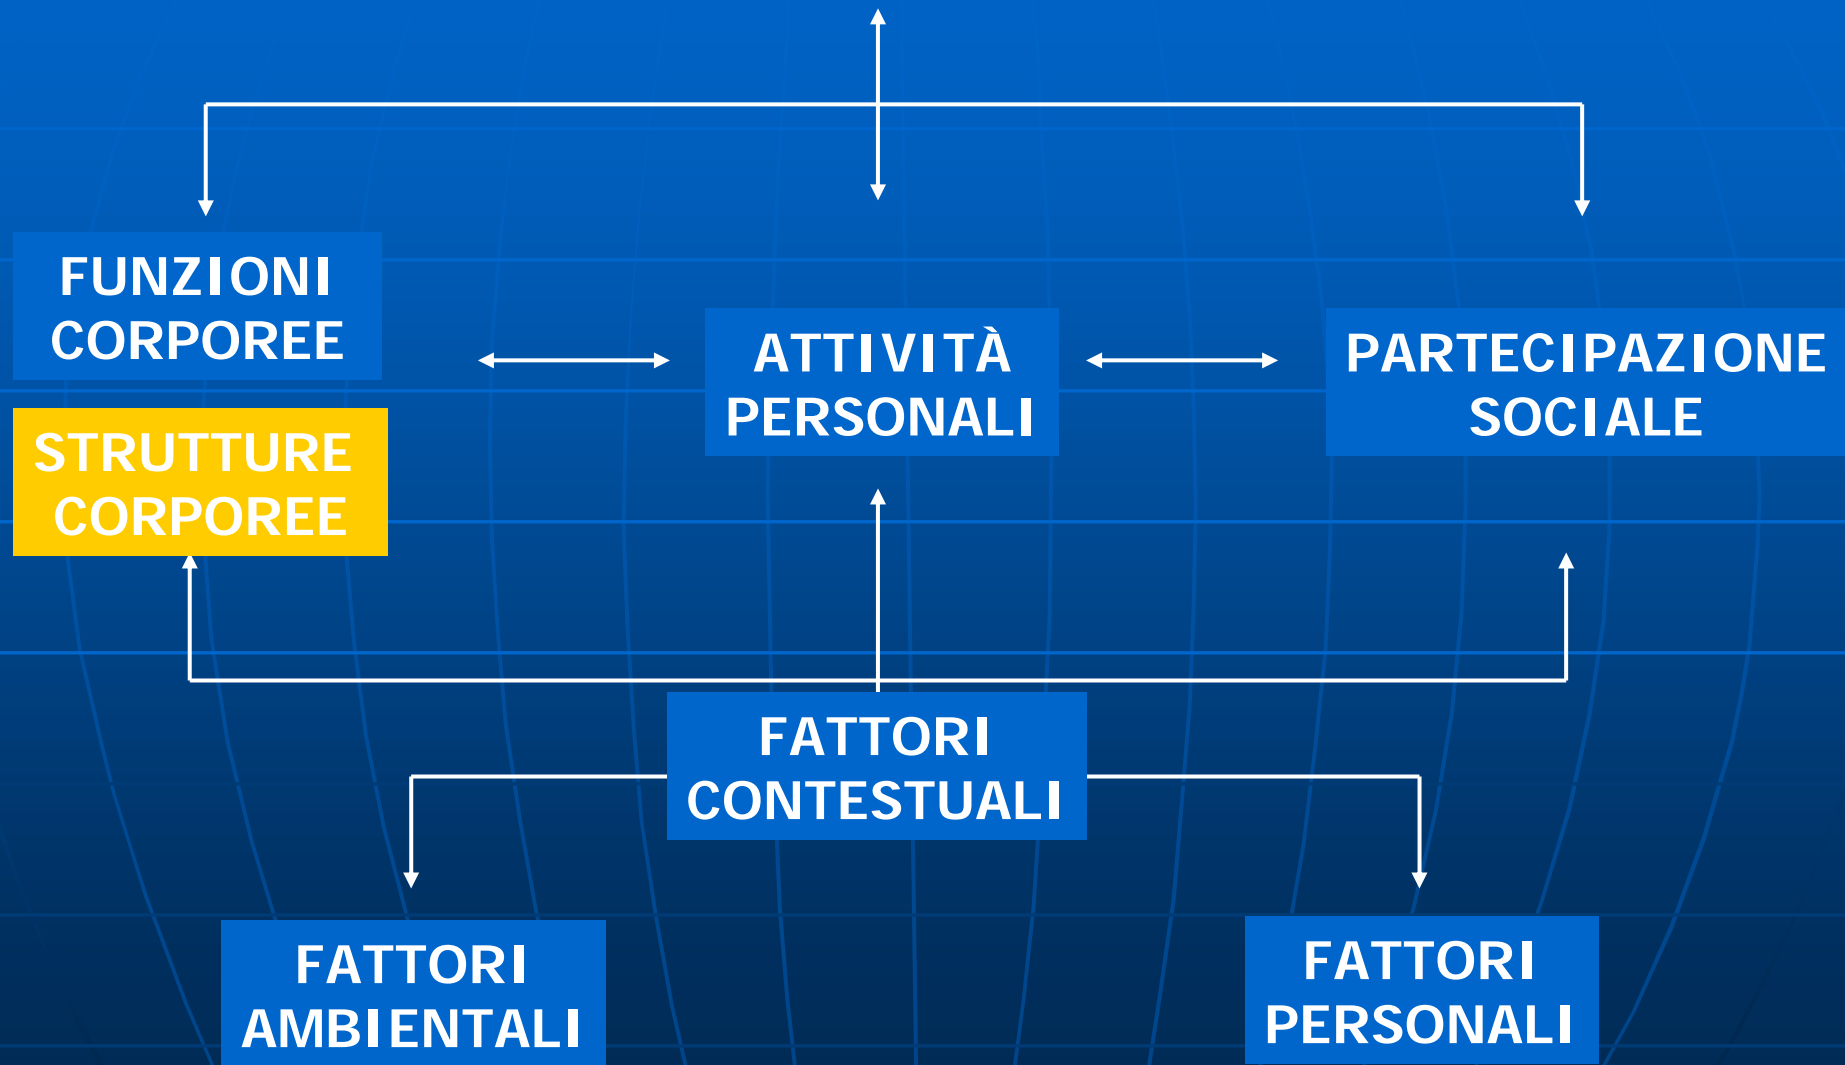 FUNZIONI
CORPOREE
STRUTTURE
CORPOREE
ATTIVITÀ
PERSONALI
PARTECIPAZIONE
SOCIALE
FATTORI
CONTESTUALI
FATTORI
AMBIENTALI
FATTORI
PERSONALI